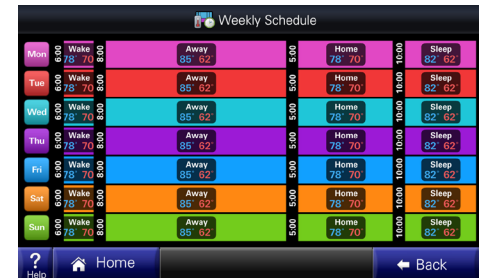 Weekly Schedule
Mon 6:00 Wake 78° 70 8:00 Away 85° 62° 5:00 Home 78° 70° 10:00 Sleep 82° 62°
Tue 6:00 Wake 78° 70 8:00 Away 85° 62° 5:00 Home 78° 70° 10:00 Sleep 82° 62°
Wed 6:00 Wake 78° 70 8:00 Away 85° 62° 5:00 Home 78° 70° 10:00 Sleep 82° 62°
Thu 6:00 Wake 78° 70 8:00 Away 85° 62° 5:00 Home 78° 70° 10:00 Sleep 82° 62°
Fri 6:00 Wake 78° 70 8:00 Away 85° 62° 5:00 Home 78° 70° 10:00 Sleep 82° 62°
Sat 6:00 Wake 78° 70 8:00 Away 85° 62° 5:00 Home 78° 70° 10:00 Sleep 82° 62°
Sun 6:00 Wake 78° 70 8:00 Away 85° 62° 5:00 Home 78° 70° 10:00 Sleep 82° 62°
? Help Home Back